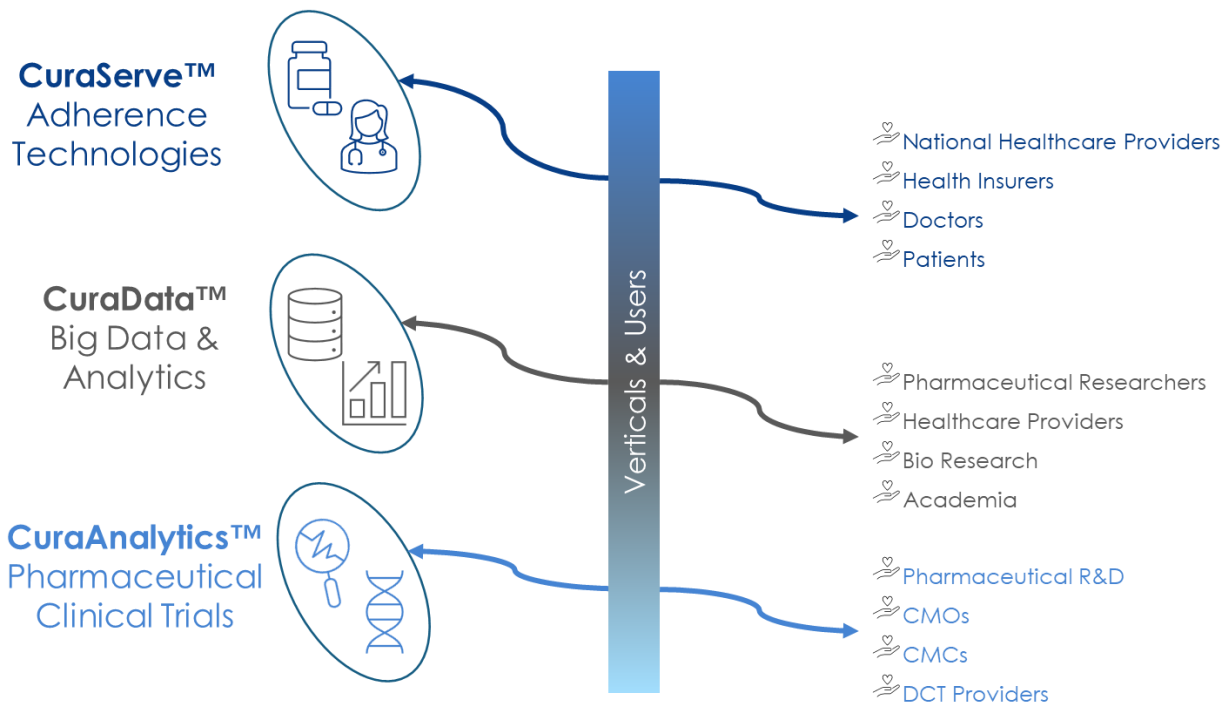 CuraServe™
Adherence
Technologies
National Healthcare Providers
Health Insurers
Doctors
Patients
Verticals & Users
CuraData™
Big Data &
Analytics
Pharmaceutical Researchers
Healthcare Providers
Bio Research
Academia
CuraAnalytics™
Pharmaceutical
Clinical Trials
Pharmaceutical R&D
CMOs
CMCs
DCT Providers